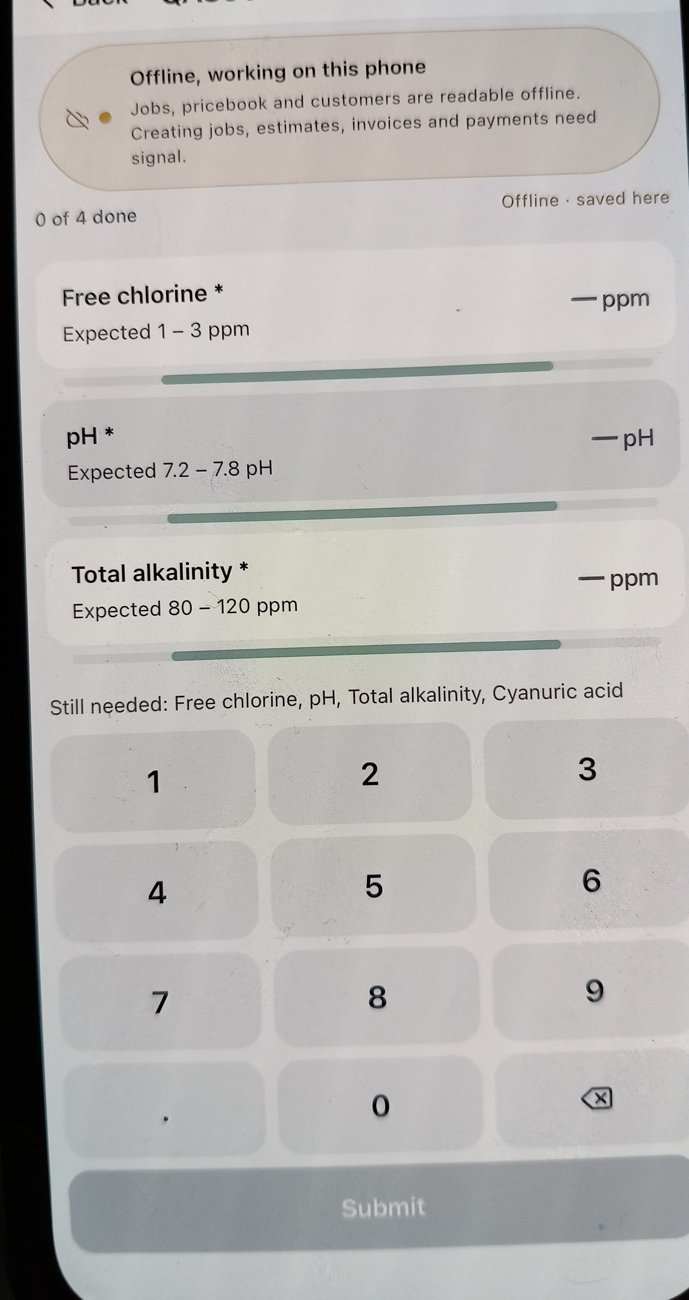 Offline, working on this phone
Jobs, pricebook and customers are readable offline.
Creating jobs, estimates, invoices and payments need
signal.
Offline · saved here
0 of 4 done
Free chlorine *
— ppm
Expected 1 – 3 ppm
pH *
— pH
Expected 7.2 – 7.8 pH
Total alkalinity *
— ppm
Expected 80 – 120 ppm
Still needed: Free chlorine, pH, Total alkalinity, Cyanuric acid
1 2 3
4 5 6
7 8 9
. 0
Submit